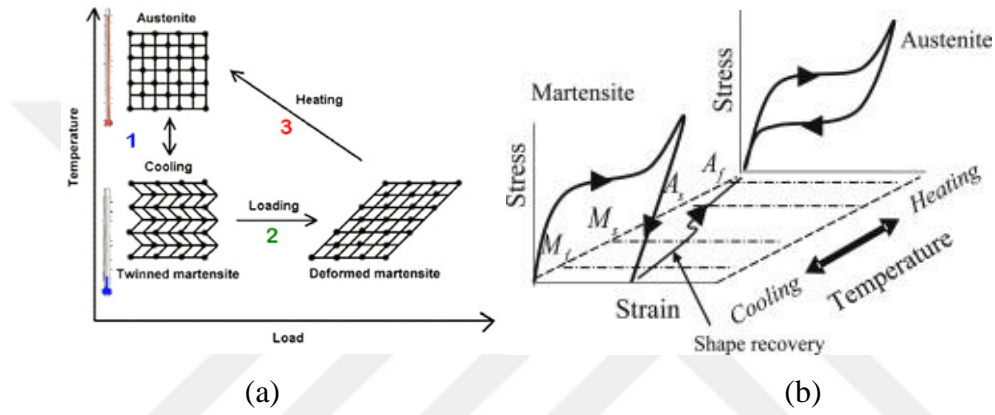 Austenite
Temperature
1
Heating
3
Cooling
Loading
2
Twinned martensite
Deformed martensite
Load
(a)
Stress
Austenite
Martensite
Stress
A_f
A_s
M_s
M_f
Heating
Temperature
Cooling
Strain
Shape recovery
(b)